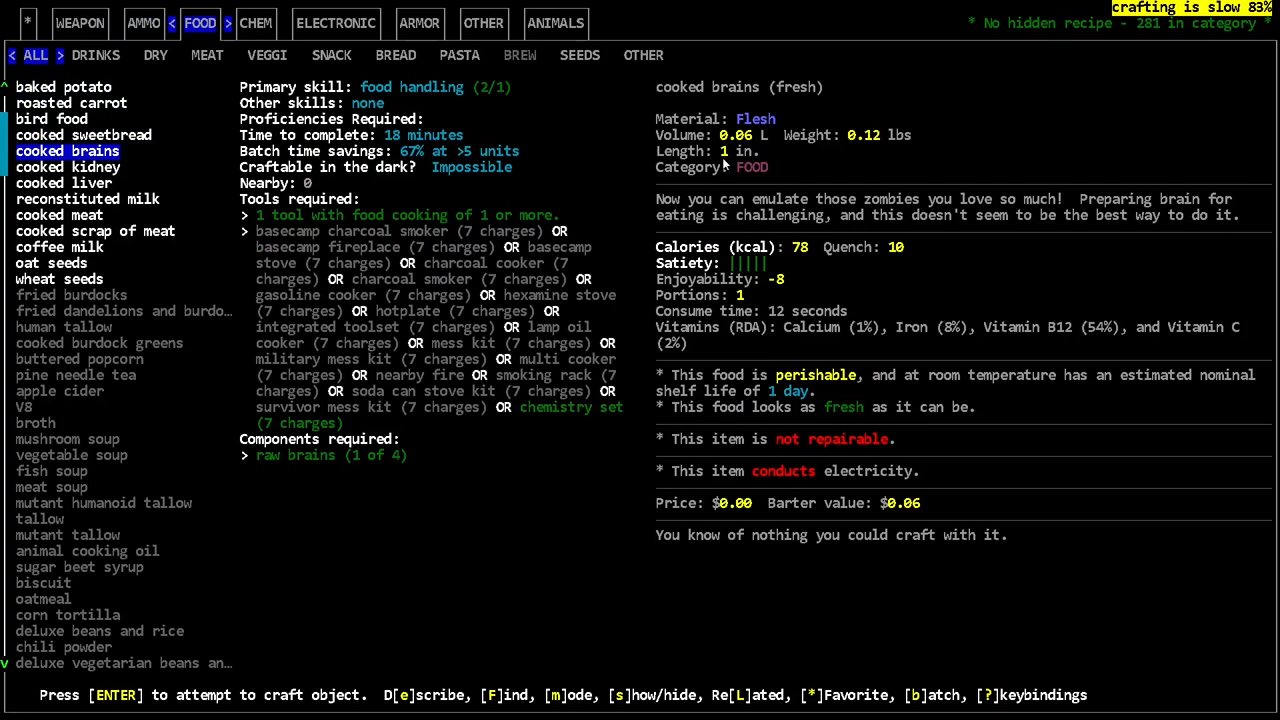 crafting is slow 83%
* WEAPON AMMO < FOOD > CHEM ELECTRONIC ARMOR OTHER ANIMALS * No hidden recipe - 281 in category *
< ALL > DRINKS DRY MEAT VEGGI SNACK BREAD PASTA BREW SEEDS OTHER
^ baked potato
roasted carrot
bird food
cooked sweetbread
cooked brains
cooked kidney
cooked liver
reconstituted milk
cooked meat
cooked scrap of meat
coffee milk
oat seeds
wheat seeds
fried burdocks
fried dandelions and burdo…
human tallow
cooked burdock greens
buttered popcorn
pine needle tea
apple cider
V8
broth
mushroom soup
vegetable soup
fish soup
meat soup
mutant humanoid tallow
tallow
mutant tallow
animal cooking oil
sugar beet syrup
biscuit
oatmeal
corn tortilla
deluxe beans and rice
chili powder
v deluxe vegetarian beans an…
Primary skill: food handling (2/1)
Other skills: none
Proficiencies Required:
Time to complete: 18 minutes
Batch time savings: 67% at >5 units
Craftable in the dark? Impossible
Nearby: 0
Tools required:
> 1 tool with food cooking of 1 or more.
> basecamp charcoal smoker (7 charges) OR
basecamp fireplace (7 charges) OR basecamp
stove (7 charges) OR charcoal cooker (7
charges) OR charcoal smoker (7 charges) OR
gasoline cooker (7 charges) OR hexamine stove
(7 charges) OR hotplate (7 charges) OR
integrated toolset (7 charges) OR lamp oil
cooker (7 charges) OR mess kit (7 charges) OR
military mess kit (7 charges) OR multi cooker
(7 charges) OR nearby fire OR smoking rack (7
charges) OR soda can stove kit (7 charges) OR
survivor mess kit (7 charges) OR chemistry set
(7 charges)
Components required:
> raw brains (1 of 4)
cooked brains (fresh)
Material: Flesh
Volume: 0.06 L Weight: 0.12 lbs
Length: 1 in.
Category: FOOD
Now you can emulate those zombies you love so much! Preparing brain for
eating is challenging, and this doesn't seem to be the best way to do it.
Calories (kcal): 78 Quench: 10
Satiety: |||||
Enjoyability: -8
Portions: 1
Consume time: 12 seconds
Vitamins (RDA): Calcium (1%), Iron (8%), Vitamin B12 (54%), and Vitamin C
(2%)
* This food is perishable, and at room temperature has an estimated nominal
shelf life of 1 day.
* This food looks as fresh as it can be.
* This item is not repairable.
* This item conducts electricity.
Price: $0.00 Barter value: $0.06
You know of nothing you could craft with it.
Press [ENTER] to attempt to craft object. D[e]scribe, [F]ind, [m]ode, [s]how/hide, Re[L]ated, [*]Favorite, [b]atch, [?]keybindings